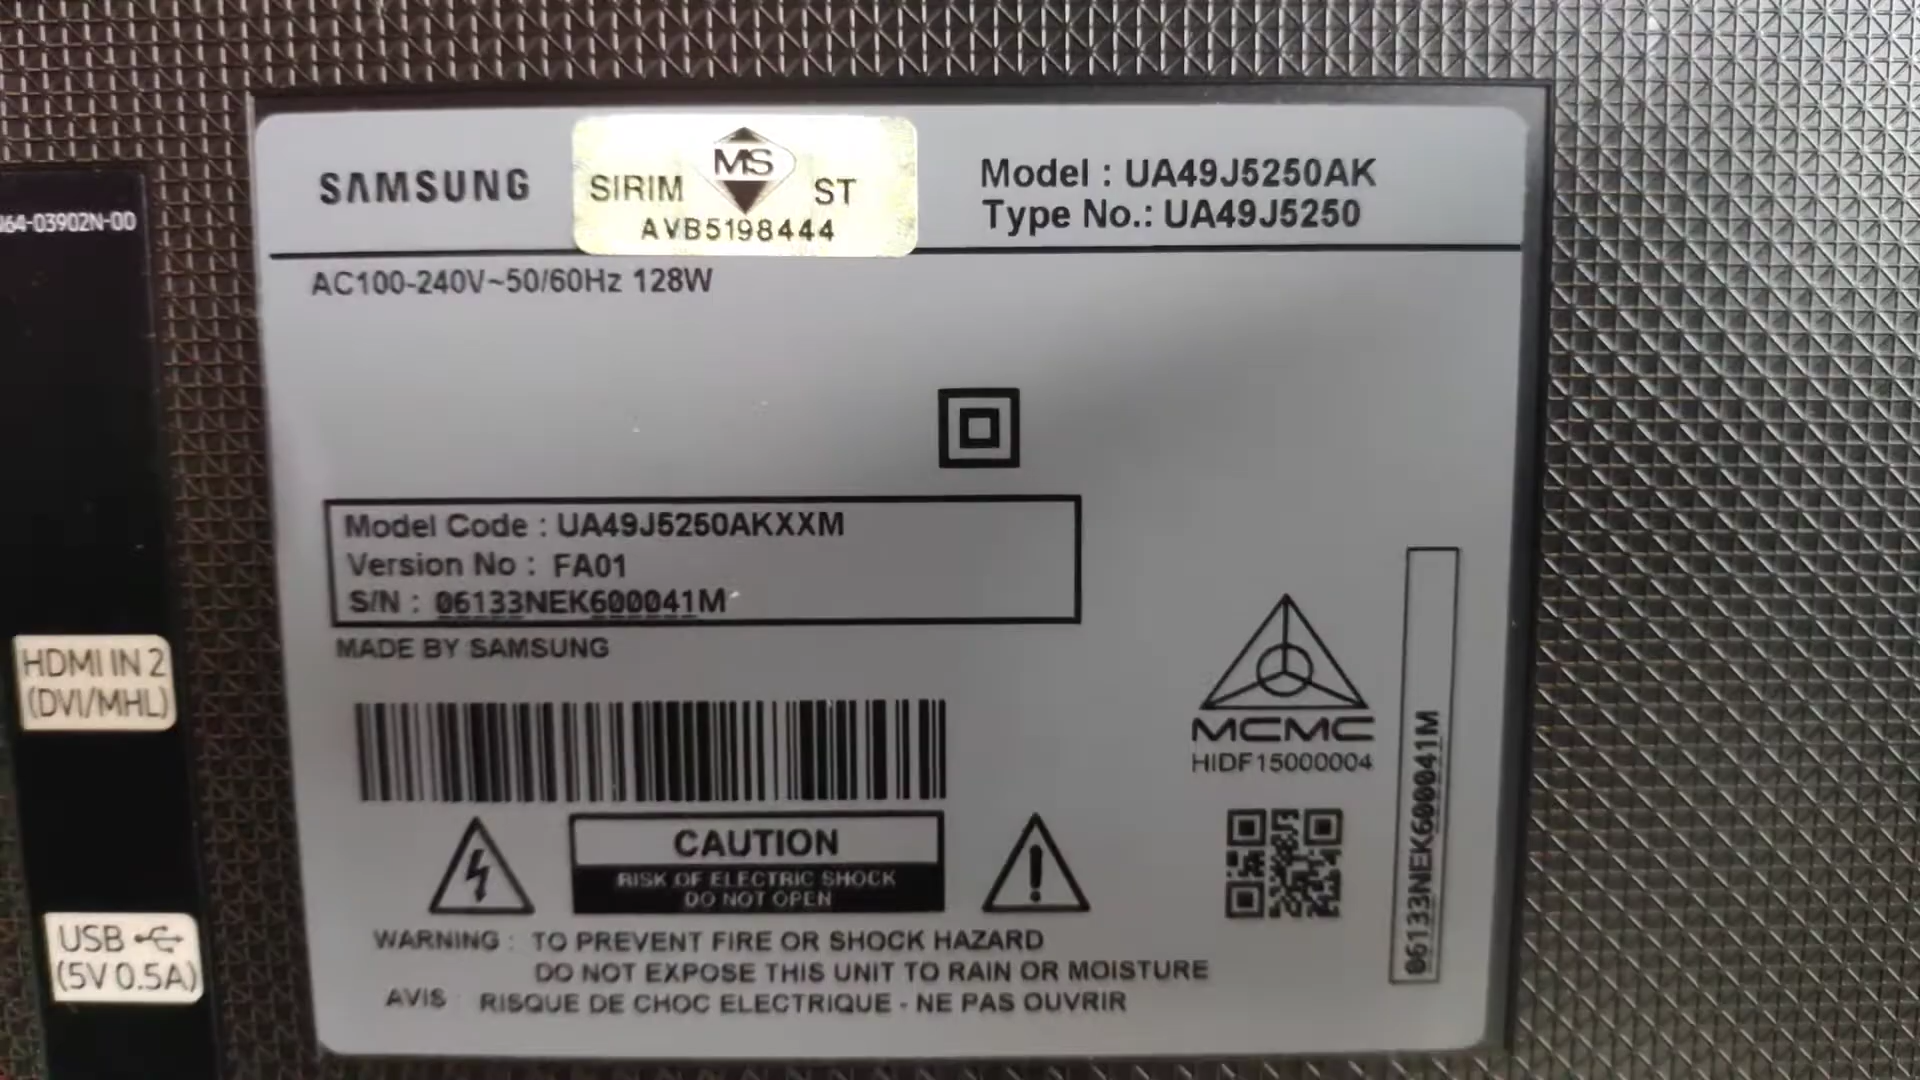 SAMSUNG
MS
SIRIM ST
AVB5198444
Model : UA49J5250AK
Type No.: UA49J5250
AC100-240V~50/60Hz 128W
Model Code : UA49J5250AKXXM
Version No : FA01
S/N : 06133NEK600041M
MADE BY SAMSUNG
MCMC
HIDF15000004
06133NEK600041M
CAUTION
RISK OF ELECTRIC SHOCK
DO NOT OPEN
WARNING : TO PREVENT FIRE OR SHOCK HAZARD
DO NOT EXPOSE THIS UNIT TO RAIN OR MOISTURE
AVIS RISQUE DE CHOC ELECTRIQUE - NE PAS OUVRIR
64-03902N-00
HDMI IN 2
(DVI/MHL)
USB
(5V 0.5A)